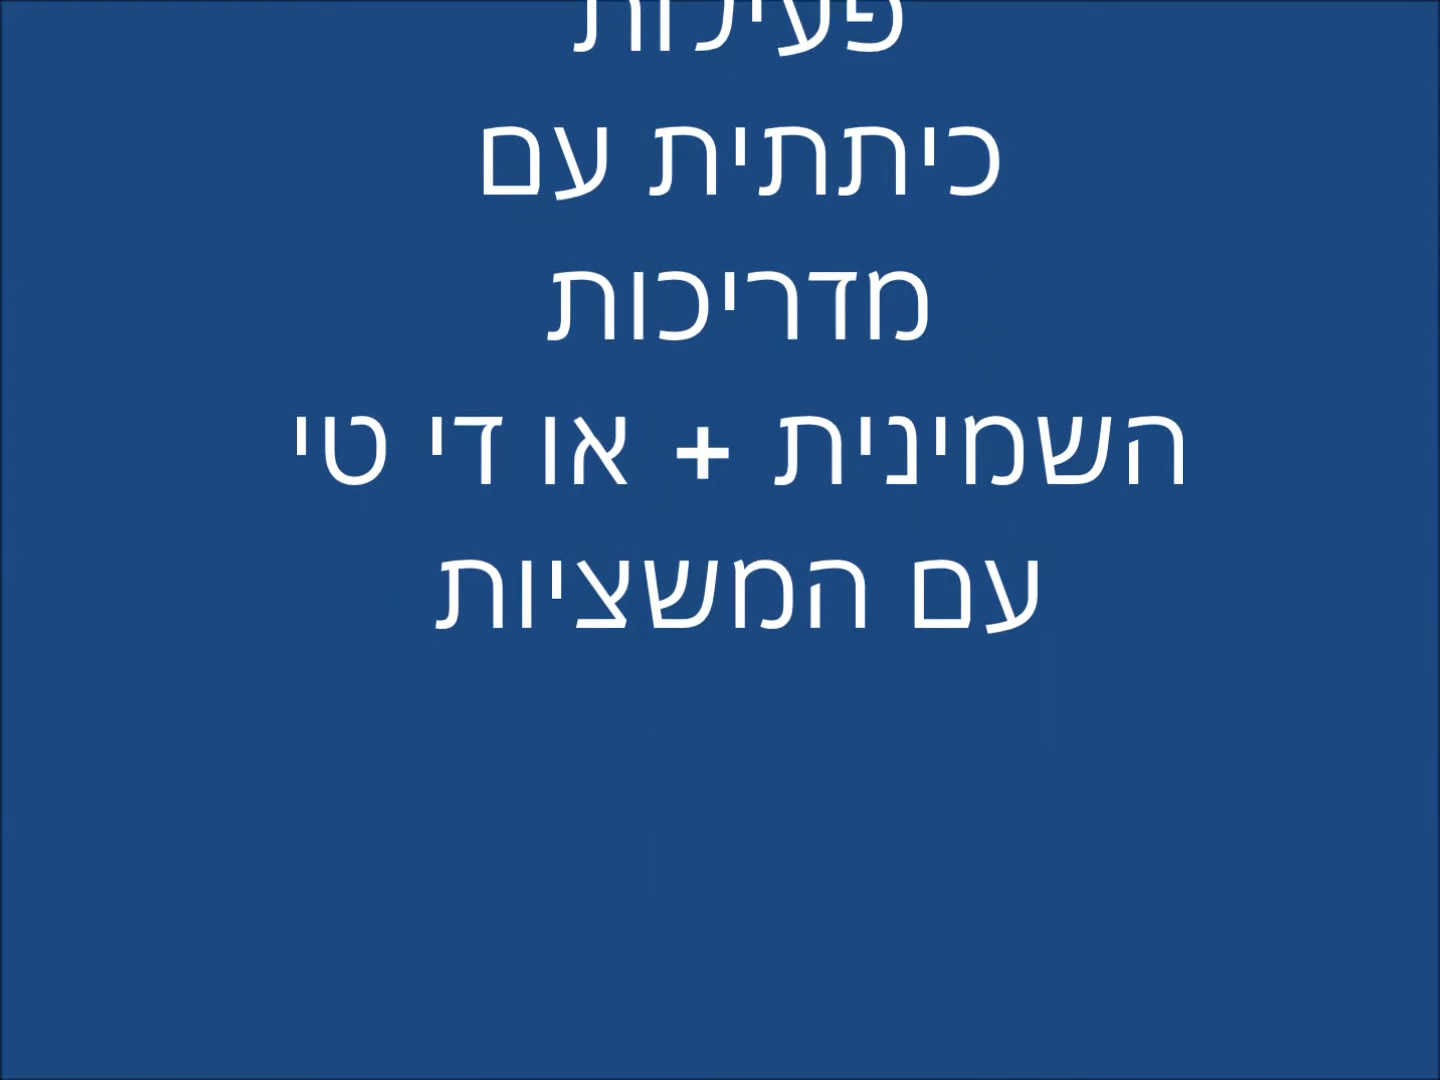 פעילות
כיתתית עם
מדריכות
השמינית + או די טי
עם המשציות